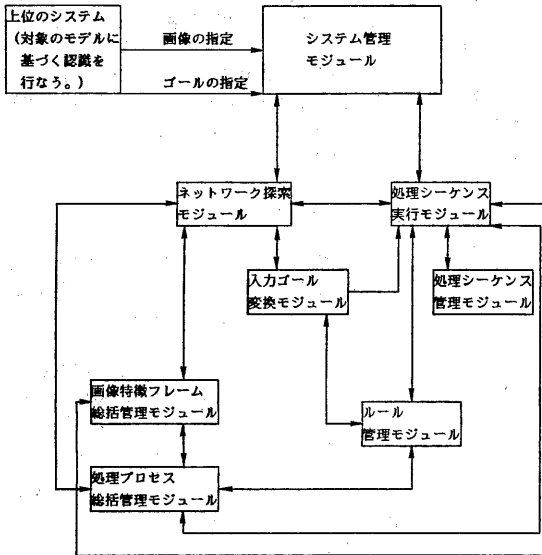 上位のシステム
(対象のモデルに
基づく認識を
行なう。)
画像の指定
ゴールの指定
システム管理
モジュール
ネットワーク探索
モジュール
処理シーケンス
実行モジュール
入力ゴール
変換モジュール
処理シーケンス
管理モジュール
画像特徴フレーム
総括管理モジュール
ルール
管理モジュール
処理プロセス
総括管理モジュール